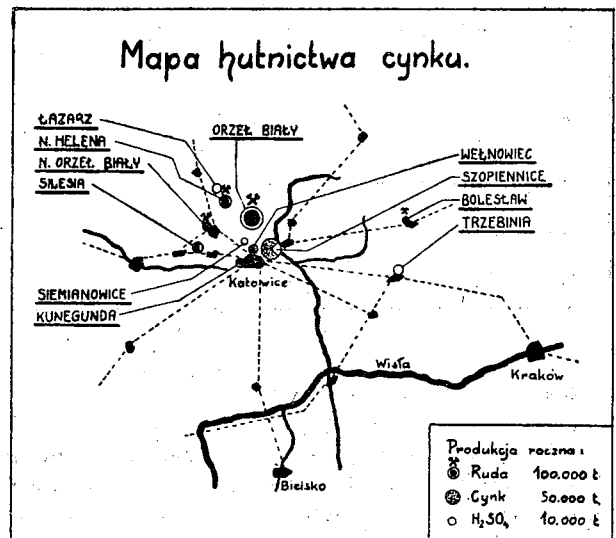 Mapa hutnictwa cynku.
ŁAZARZ
N. HELENA
N. ORZEŁ BIAŁY
SILESIA
ORZEŁ BIAŁY
WEŁNOWIEC
SZOPIENNICE
BOLESŁAW
TRZEBINIA
SIEMIANOWICE
KUNEGUNDA
Katowice
Wisła
Kraków
Bielsko
Produkcja roczna:
Ruda 100.000 t
Cynk 50.000 t
H₂SO₄ 10.000 t